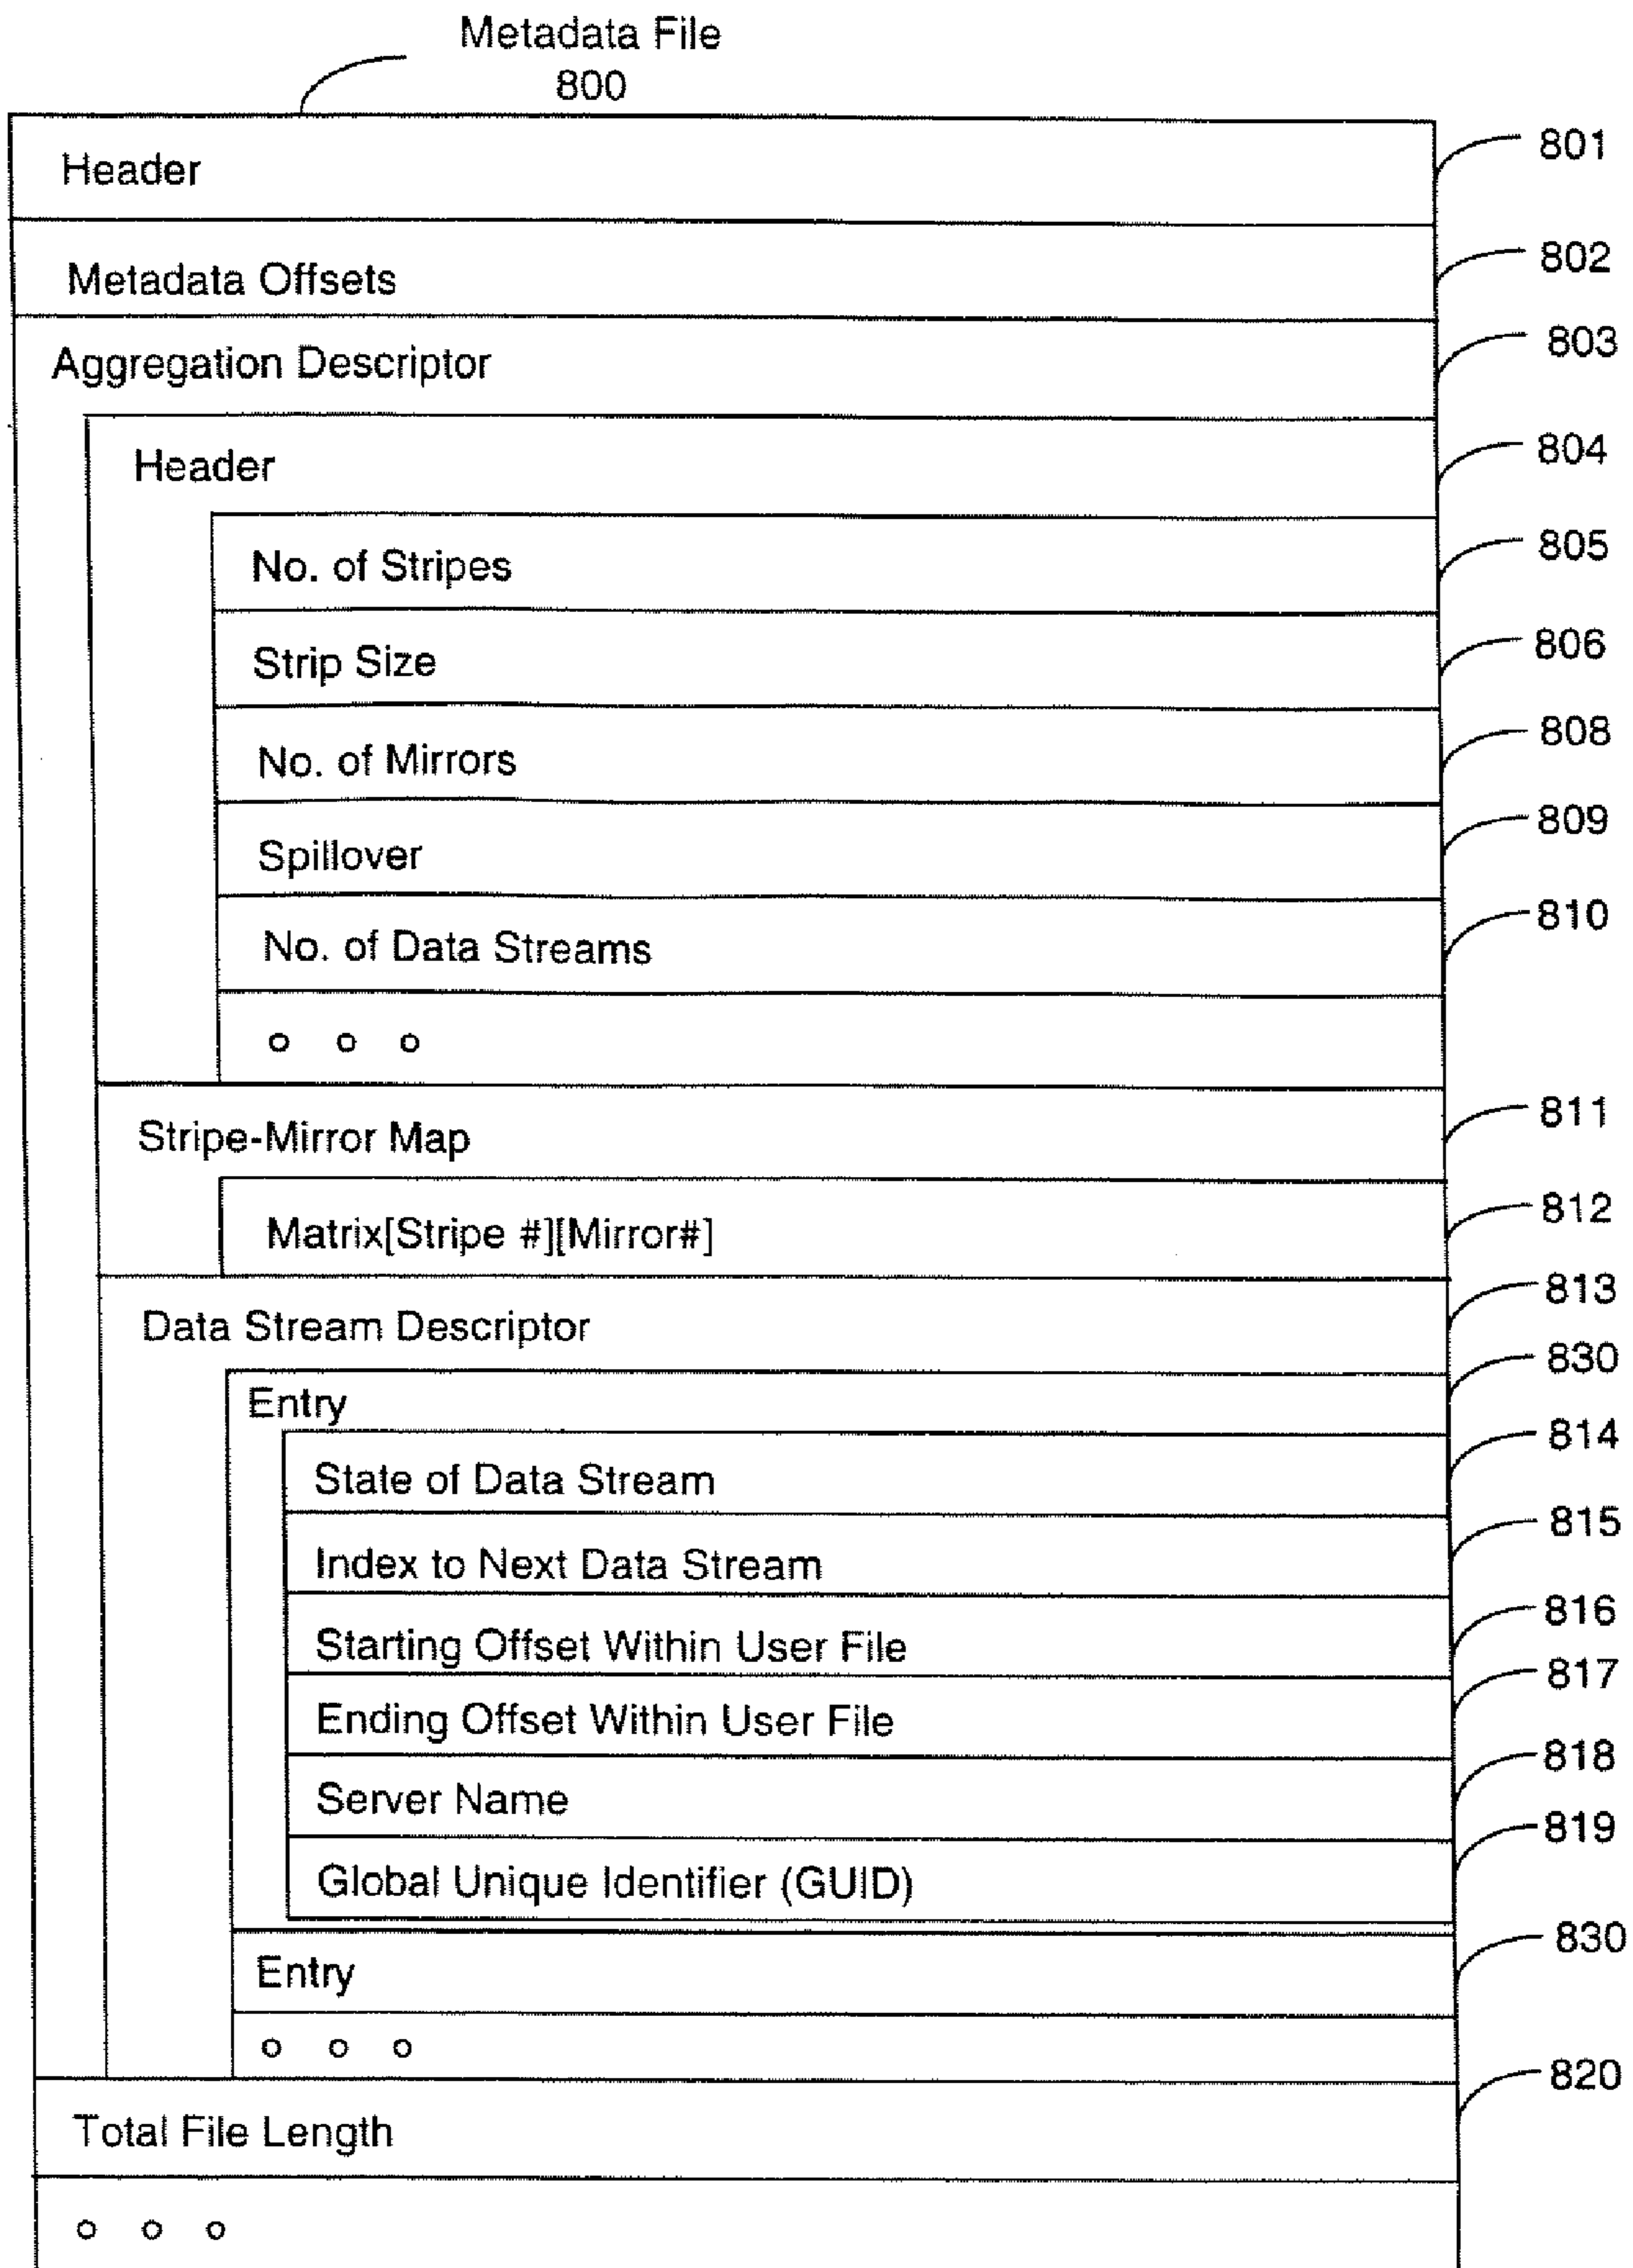 Metadata File
800
Header 801
Metadata Offsets 802
Aggregation Descriptor 803
Header 804
No. of Stripes 805
Strip Size 806
No. of Mirrors 808
Spillover 809
No. of Data Streams 810
o o o
Stripe-Mirror Map 811
Matrix[Stripe #][Mirror#] 812
Data Stream Descriptor 813
Entry 830
State of Data Stream 814
Index to Next Data Stream 815
Starting Offset Within User File 816
Ending Offset Within User File 817
Server Name 818
Global Unique Identifier (GUID) 819
Entry 830
o o o
Total File Length 820
o o o